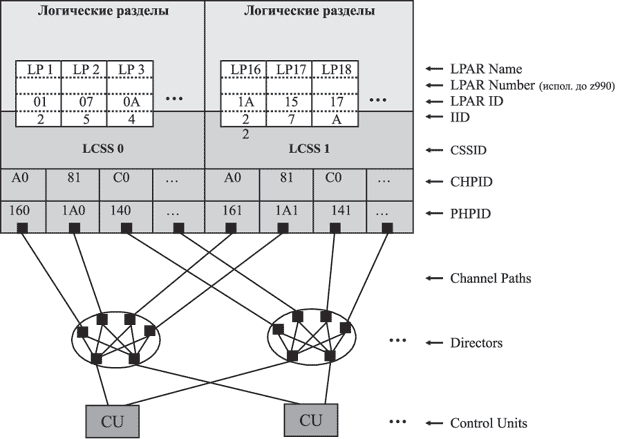 Логические разделы Логические разделы
LP 1 LP 2 LP 3 LP16 LP17 LP18 LPAR Name
... ... LPAR Number (испол. до z990)
01 07 0A 1A 15 17 LPAR ID
2 5 4 2 7 A IID
2
LCSS 0 LCSS 1 CSSID
A0 81 C0 ... A0 81 C0 ... CHPID
160 1A0 140 ... 161 1A1 141 ... PHPID
Channel Paths
... Directors
CU CU ... Control Units